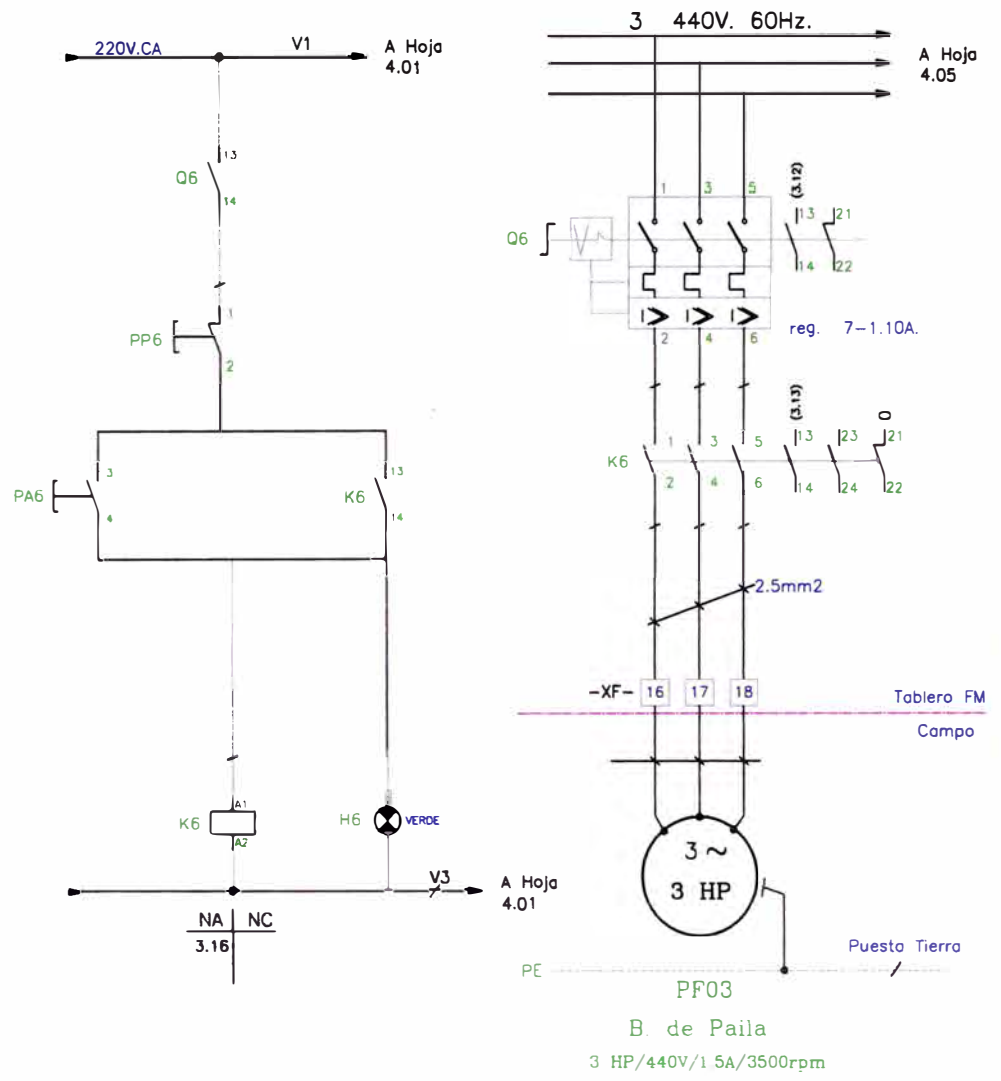 220V.CA
V1
A Hoja
4.01
Q6
13
14
PP6
1
2
PA6
3
4
K6
13
14
K6
A1
A2
H6
VERDE
V3
A Hoja
4.01
NA NC
3.16
3 440V. 60Hz.
A Hoja
4.05
1 3 5
(3.12)
13 21
Q6
14 22
I> I> I>
reg. 7-1.10A.
2 4 6
(3.13)
0
1 3 5 13 23 21
K6
2 4 6 14 24 22
2.5mm2
-XF- 16 17 18
Tablero FM
Campo
3 ~
3 HP
Puesta Tierra
PE
PF03
B. de Paila
3 HP/440V/1.5A/3500rpm